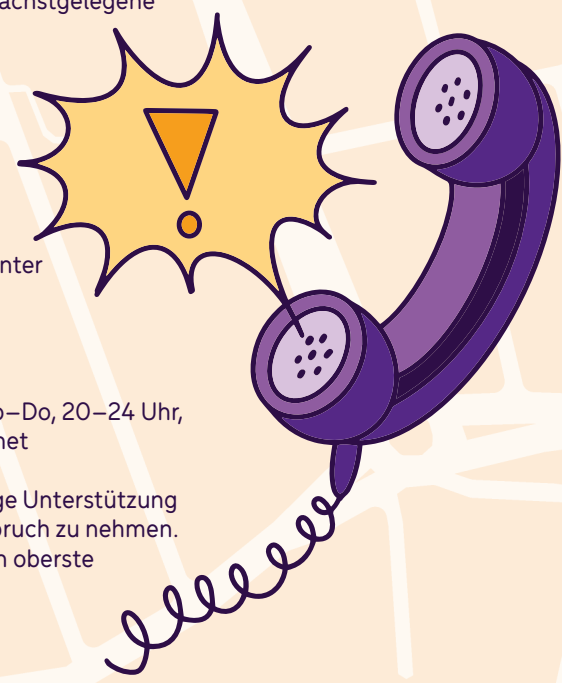 ächstgelegene
!
nter
o–Do, 20–24 Uhr,
net
ge Unterstützung
pruch zu nehmen.
n oberste